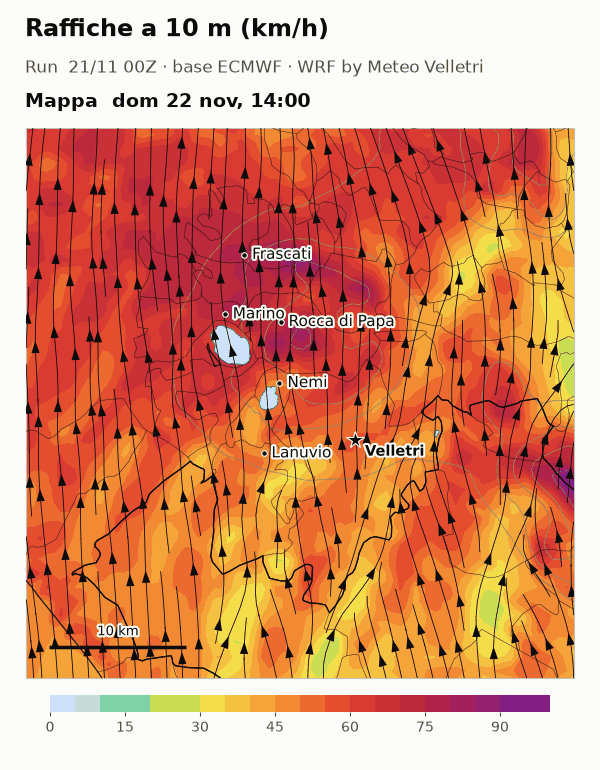 Raffiche a 10 m (km/h)
Run  21/11 00Z · base ECMWF · WRF by Meteo Velletri
Mappa  dom 22 nov, 14:00
Frascati
Marino
Rocca di Papa
Nemi
Velletri
Lanuvio
10 km
0 15 30 45 60 75 90